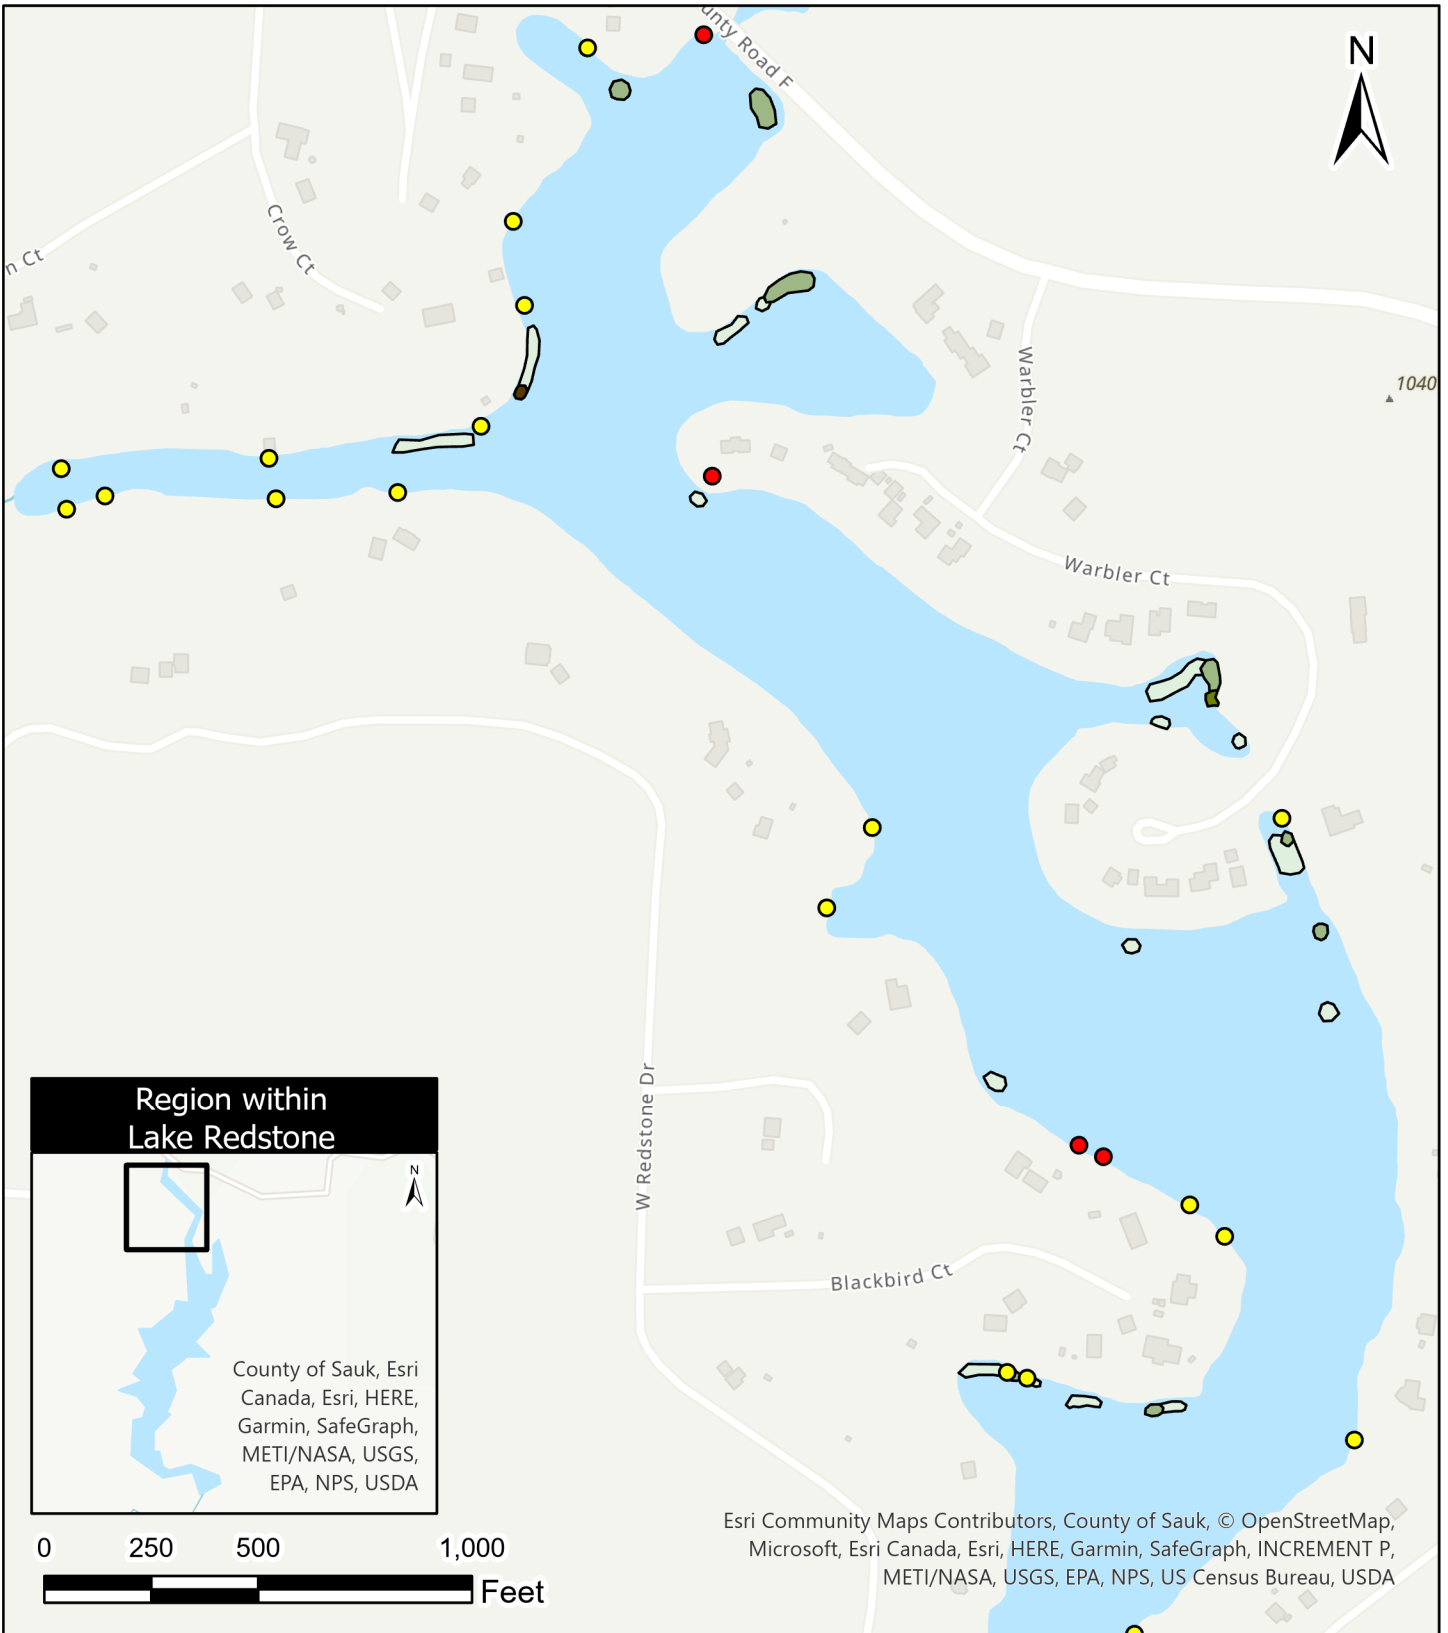 unty Road F
N
Crow Ct
n Ct
Warbler Ct
1040
Warbler Ct
W Redstone Dr
Blackbird Ct
Region within
Lake Redstone
N
County of Sauk, Esri
Canada, Esri, HERE,
Garmin, SafeGraph,
METI/NASA, USGS,
EPA, NPS, USDA
0 250 500 1,000
Feet
Esri Community Maps Contributors, County of Sauk, © OpenStreetMap,
Microsoft, Esri Canada, Esri, HERE, Garmin, SafeGraph, INCREMENT P,
METI/NASA, USGS, EPA, NPS, US Census Bureau, USDA